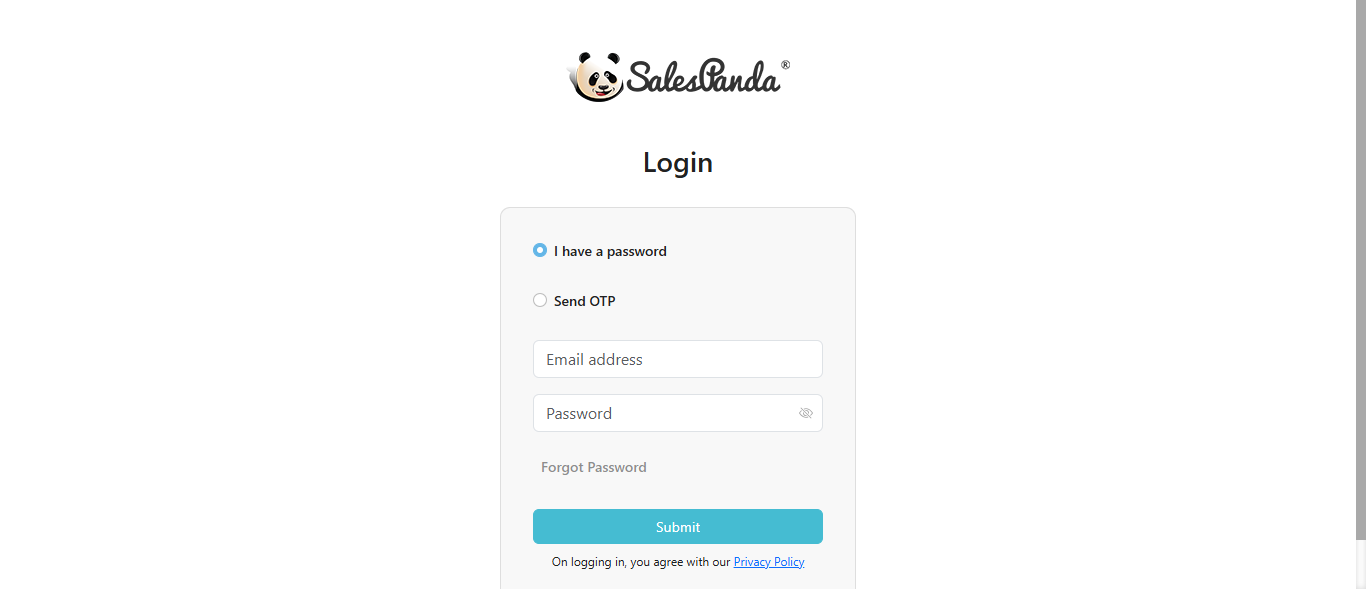 SalesPanda®
Login
I have a password
Send OTP
Email address
Password
Forgot Password
Submit
On logging in, you agree with our Privacy Policy